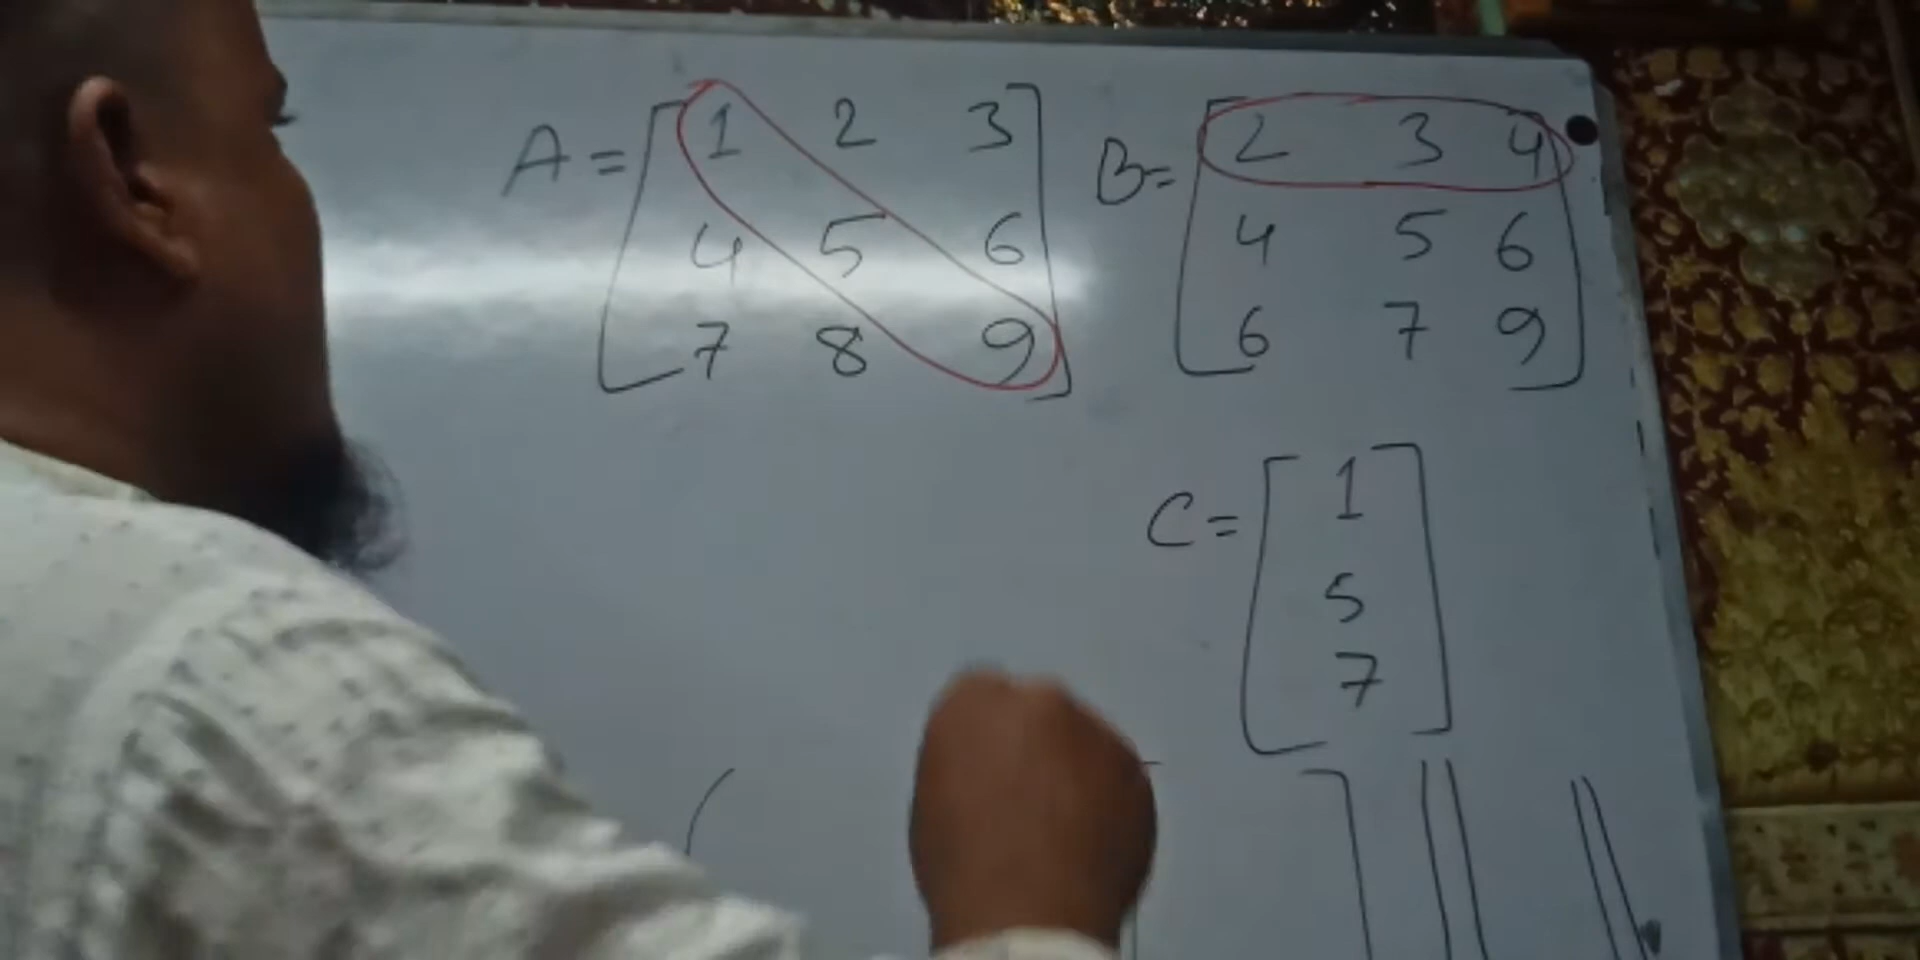 A = [ 1 2 3
4 5 6
7 8 9 ]
B = [ 2 3 4
4 5 6
6 7 9 ]
C = [ 1
5
7 ]